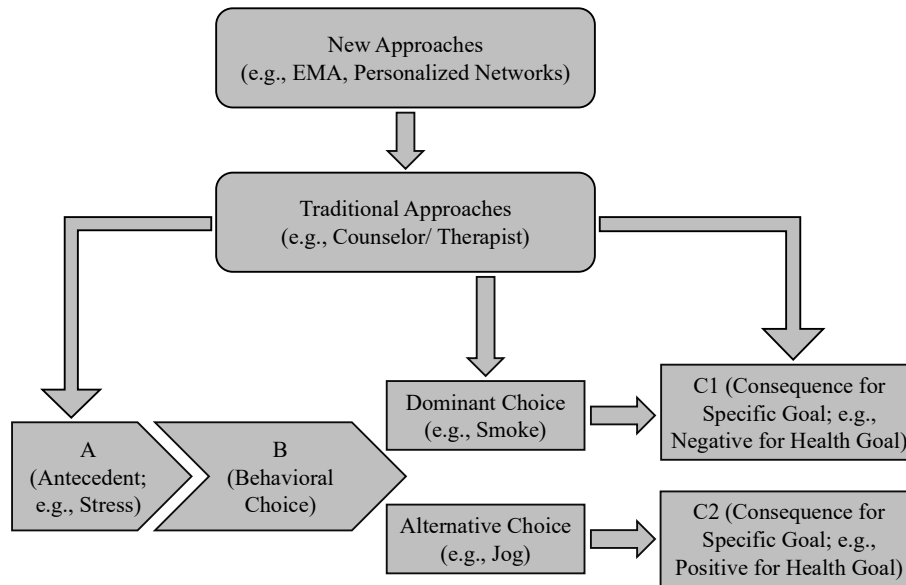 New Approaches
(e.g., EMA, Personalized Networks)
Traditional Approaches
(e.g., Counselor/ Therapist)
A
(Antecedent;
e.g., Stress)
B
(Behavioral
Choice)
Dominant Choice
(e.g., Smoke)
C1 (Consequence for
Specific Goal; e.g.,
Negative for Health Goal)
Alternative Choice
(e.g., Jog)
C2 (Consequence for
Specific Goal; e.g.,
Positive for Health Goal)